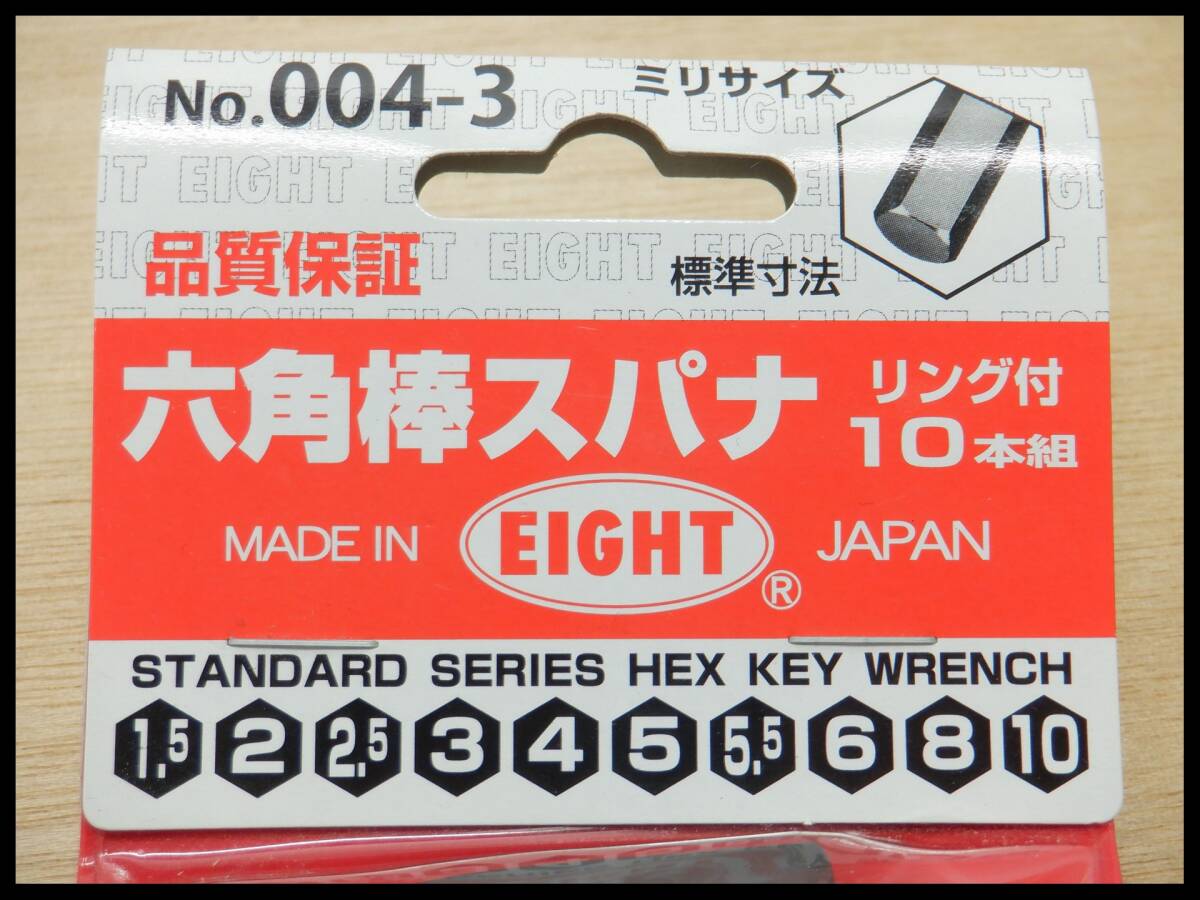 No.004-3
ミリサイズ
品質保証
標準寸法
六角棒スパナ
リング付
10本組
MADE IN EIGHT® JAPAN
STANDARD SERIES HEX KEY WRENCH
1.5 2 2.5 3 4 5 5.5 6 8 10